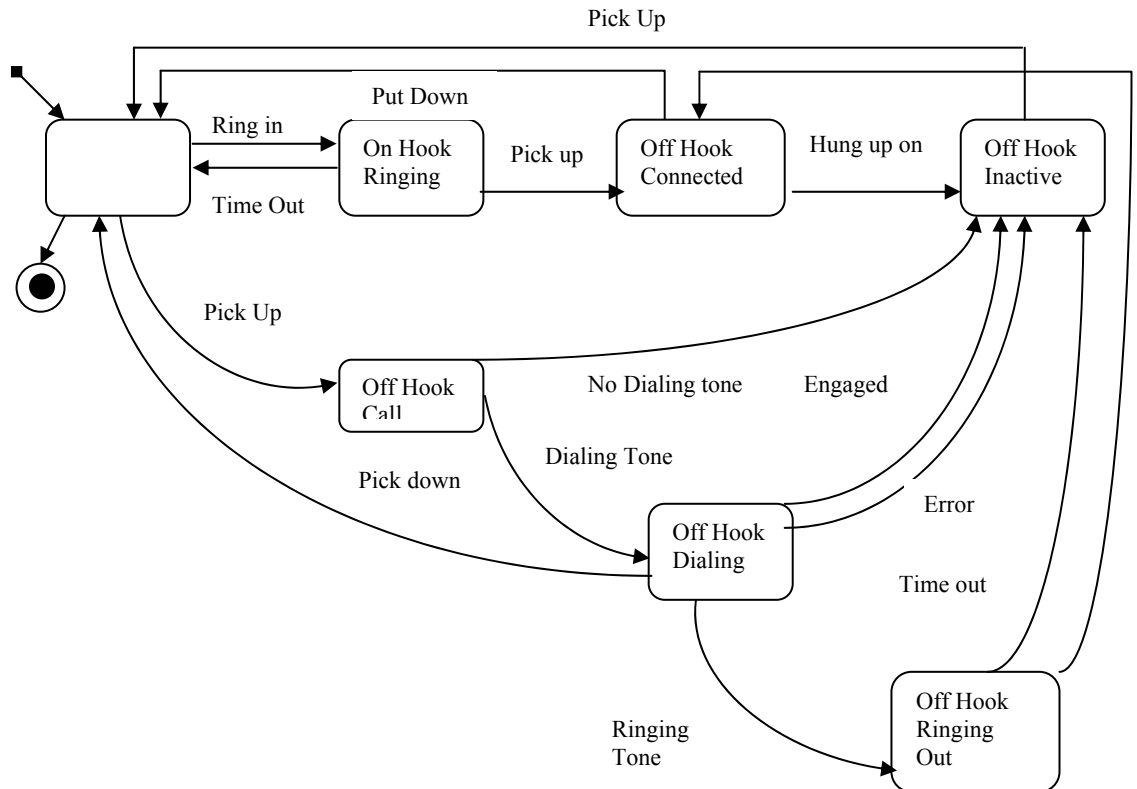 Pick Up
Put Down
Ring in
On Hook
Ringing
Pick up
Off Hook
Connected
Hung up on
Off Hook
Inactive
Time Out
Pick Up
Off Hook
Call
No Dialing tone
Engaged
Dialing Tone
Pick down
Error
Off Hook
Dialing
Time out
Off Hook
Ringing
Out
Ringing
Tone